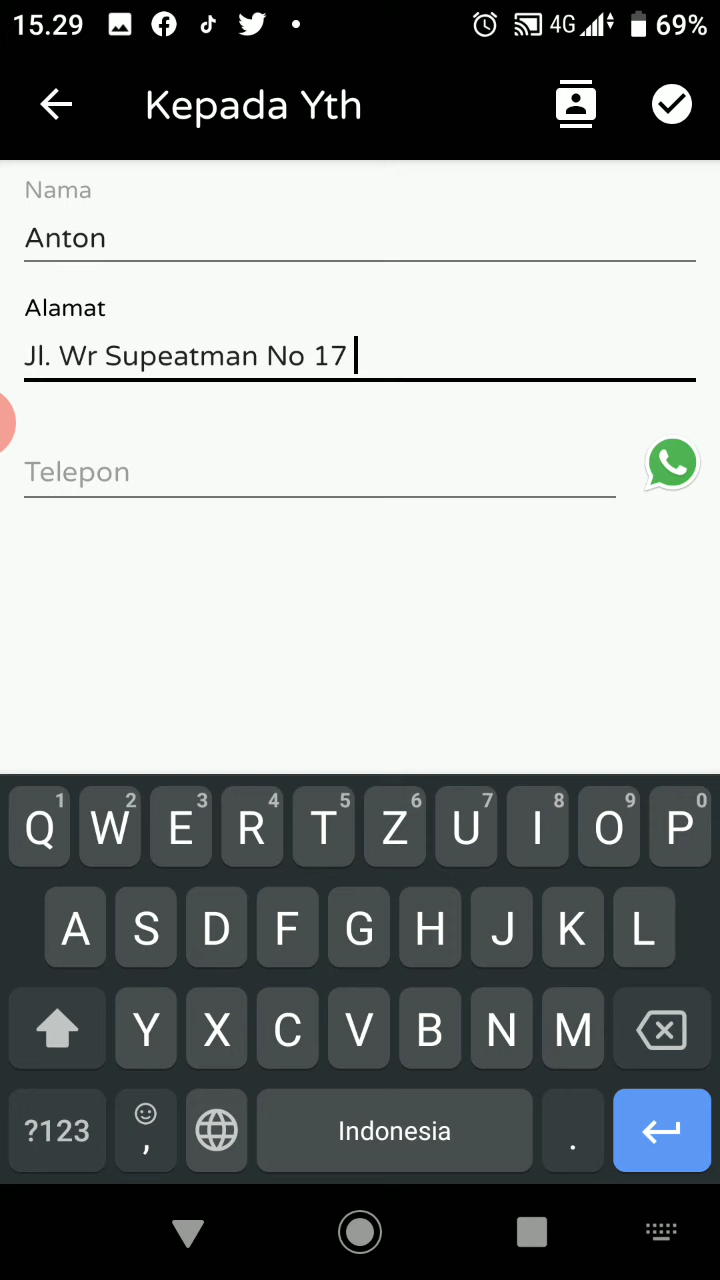 15.29 4G 69%
Kepada Yth
Nama
Anton
Alamat
Jl. Wr Supeatman No 17
Telepon
1 2 3 4 5 6 7 8 9 0
Q W E R T Z U I O P
A S D F G H J K L
Y X C V B N M
?123 , Indonesia .